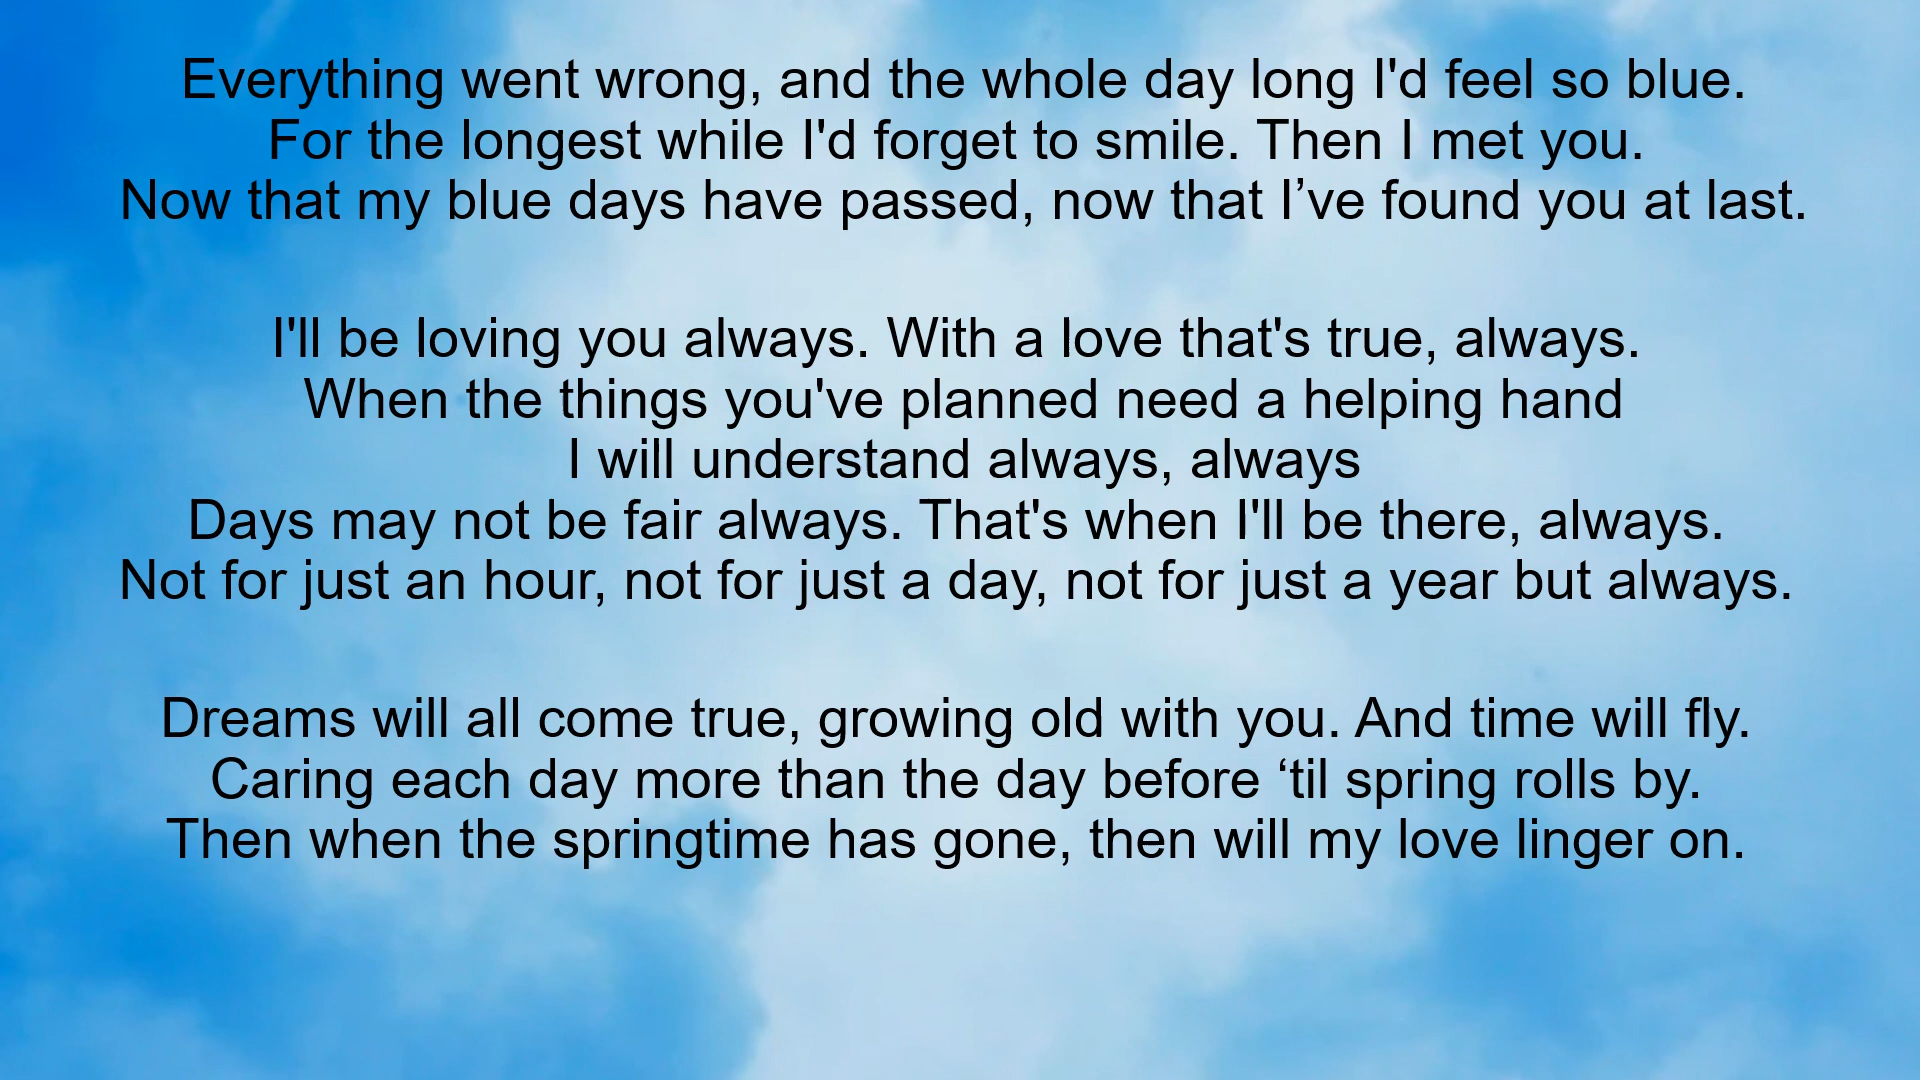 Everything went wrong, and the whole day long I'd feel so blue.
For the longest while I'd forget to smile. Then I met you.
Now that my blue days have passed, now that I’ve found you at last.
I'll be loving you always. With a love that's true, always.
When the things you've planned need a helping hand
I will understand always, always
Days may not be fair always. That's when I'll be there, always.
Not for just an hour, not for just a day, not for just a year but always.
Dreams will all come true, growing old with you. And time will fly.
Caring each day more than the day before ‘til spring rolls by.
Then when the springtime has gone, then will my love linger on.